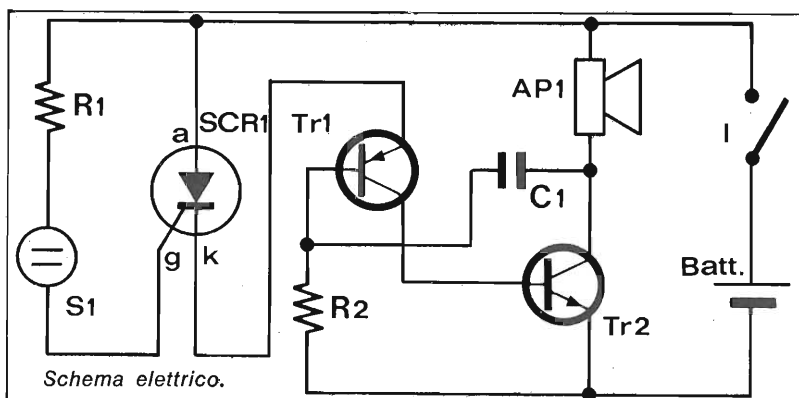 R1
a
SCR1
Tr1
AP1
I
C1
g
k
S1
R2
Tr2
Batt.
Schema elettrico.